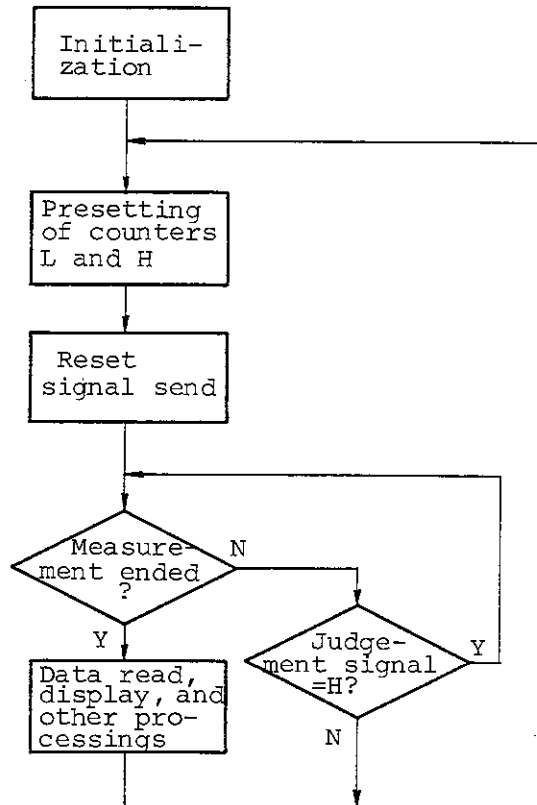 Initiali-
zation
Presetting
of counters
L and H
Reset
signal send
Measure-
ment ended
?
N
Y
Judge-
ment signal
=H?
Y
N
Data read,
display, and
other pro-
cessings